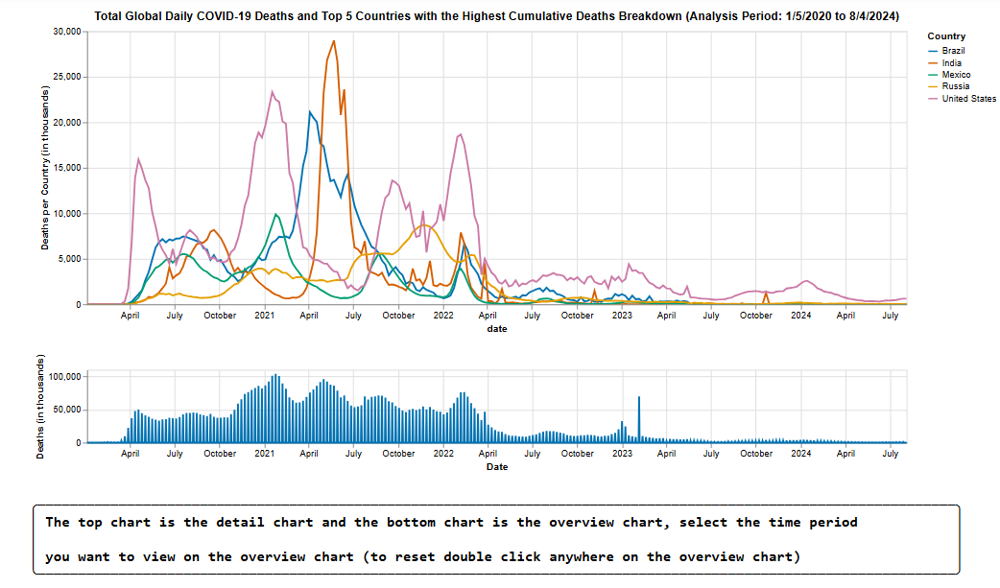 Total Global Daily COVID-19 Deaths and Top 5 Countries with the Highest Cumulative Deaths Breakdown (Analysis Period: 1/5/2020 to 8/4/2024)
Country
Brazil
India
Mexico
Russia
United States
Deaths per Country (in thousands)
30,000
25,000
20,000
15,000
10,000
5,000
0
April July October 2021 April July October 2022 April July October 2023 April July October 2024 April July
date
Deaths (in thousands)
100,000
50,000
0
April July October 2021 April July October 2022 April July October 2023 April July October 2024 April July
Date
The top chart is the detail chart and the bottom chart is the overview chart, select the time period
you want to view on the overview chart (to reset double click anywhere on the overview chart)